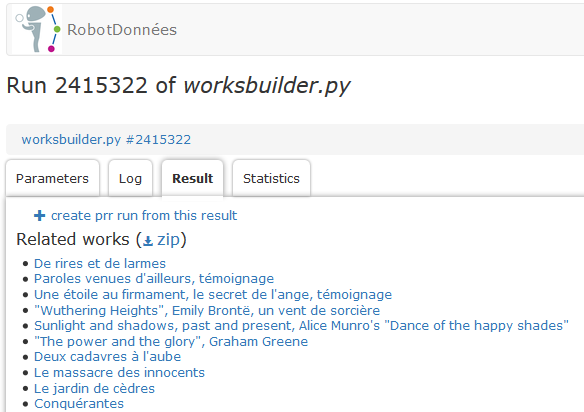 RobotDonnées
Run 2415322 of worksbuilder.py
worksbuilder.py #2415322
Parameters Log Result Statistics
create prr run from this result
Related works (zip)
De rires et de larmes
Paroles venues d'ailleurs, témoignage
Une étoile au firmament, le secret de l'ange, témoignage
"Wuthering Heights", Emily Brontë, un vent de sorcière
Sunlight and shadows, past and present, Alice Munro's "Dance of the happy shades"
"The power and the glory", Graham Greene
Deux cadavres à l'aube
Le massacre des innocents
Le jardin de cèdres
Conquérantes